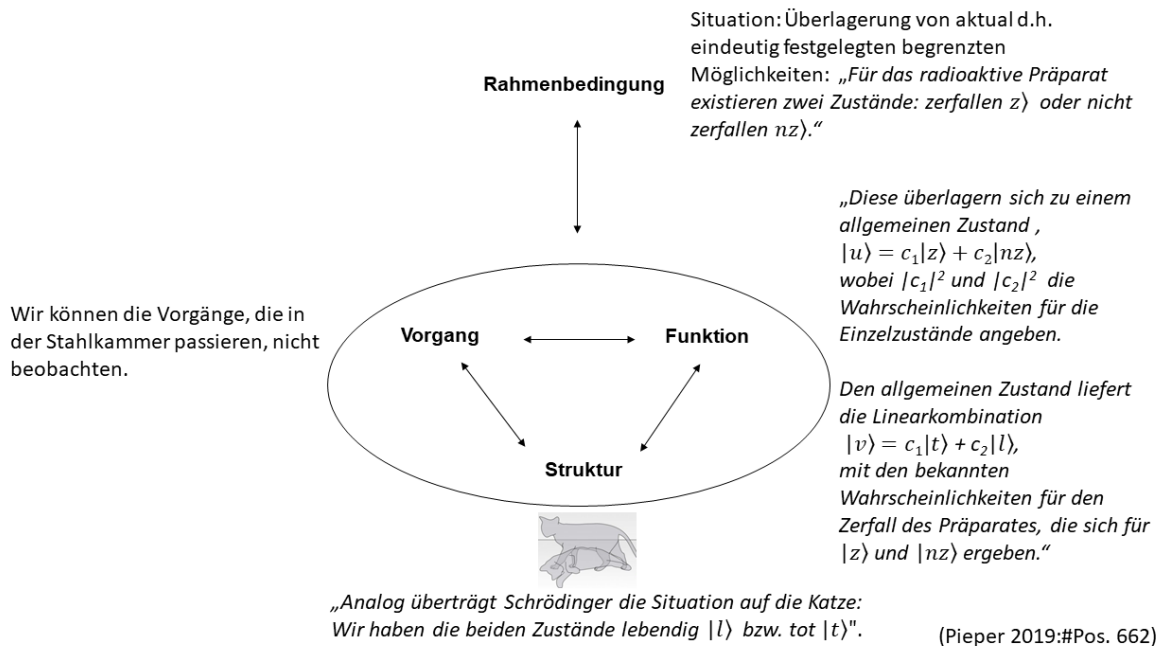 Situation: Überlagerung von aktual d.h.
eindeutig festgelegten begrenzten
Möglichkeiten: „Für das radioaktive Präparat
existieren zwei Zustände: zerfallen z⟩ oder nicht
zerfallen nz⟩.“
Rahmenbedingung
„Diese überlagern sich zu einem
allgemeinen Zustand ,
|u⟩ = c₁|z⟩ + c₂|nz⟩,
wobei |c₁|² und |c₂|² die
Wahrscheinlichkeiten für die
Einzelzustände angeben.
Wir können die Vorgänge, die in
der Stahlkammer passieren, nicht
beobachten.
Vorgang
Funktion
Struktur
Den allgemeinen Zustand liefert
die Linearkombination
|v⟩ = c₁|t⟩ + c₂|l⟩,
mit den bekannten
Wahrscheinlichkeiten für den
Zerfall des Präparates, die sich für
|z⟩ und |nz⟩ ergeben.“
„Analog überträgt Schrödinger die Situation auf die Katze:
Wir haben die beiden Zustände lebendig |l⟩ bzw. tot |t⟩".
(Pieper 2019:#Pos. 662)